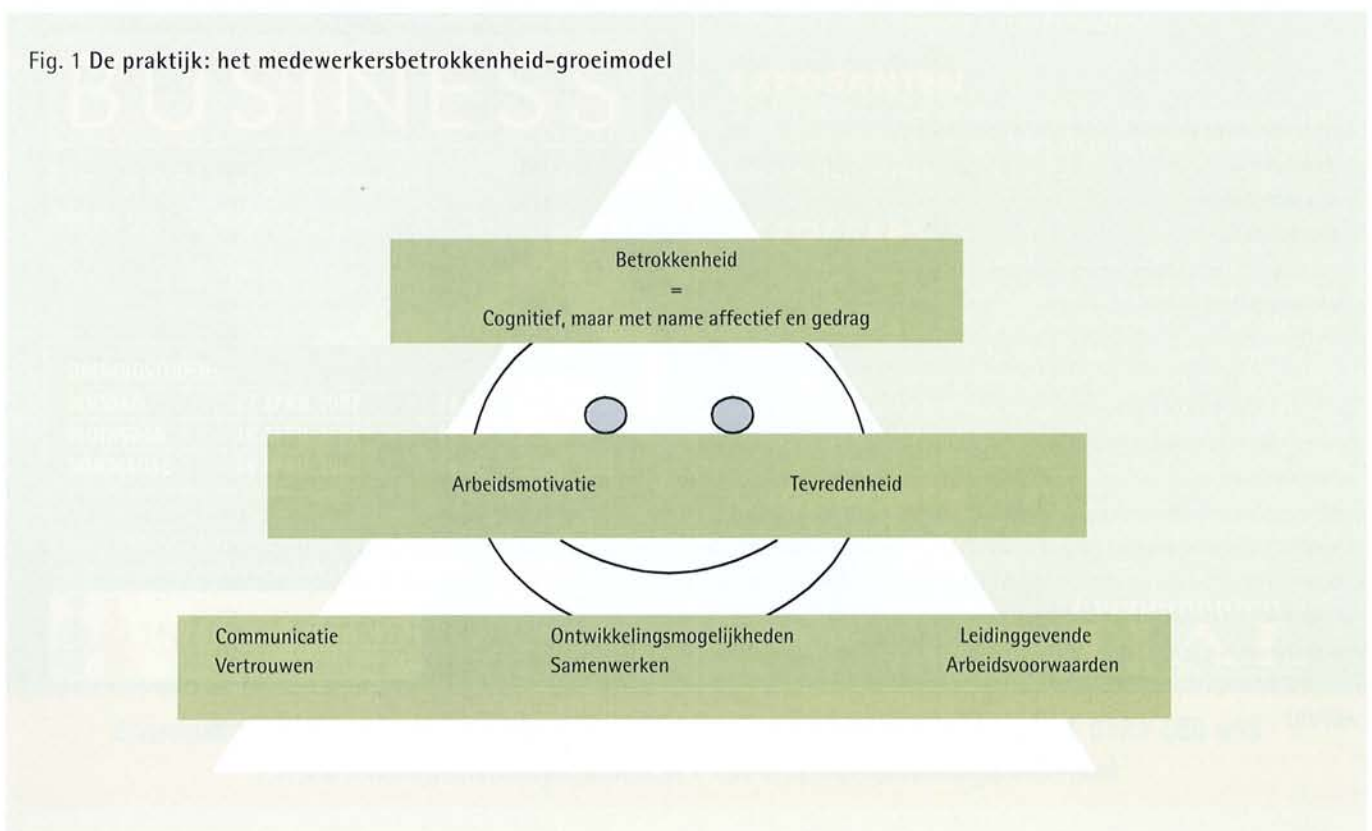 Fig. 1 De praktijk: het medewerkersbetrokkenheid-groeimodel
BUSINESS
Betrokkenheid
=
Cognitief, maar met name affectief en gedrag
Arbeidsmotivatie Tevredenheid
Communicatie Ontwikkelingsmogelijkheden Leidinggevende
Vertrouwen Samenwerken Arbeidsvoorwaarden